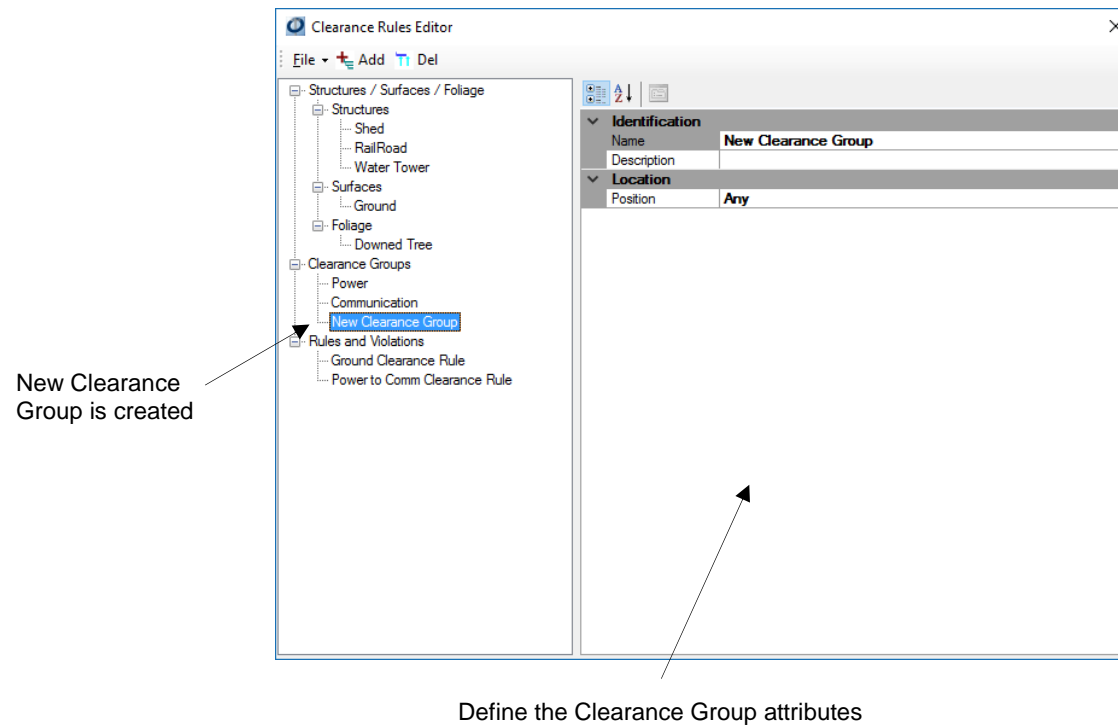 Clearance Rules Editor
File Add Del
Structures / Surfaces / Foliage
Structures
Shed
RailRoad
Water Tower
Surfaces
Ground
Foliage
Downed Tree
Clearance Groups
Power
Communication
New Clearance Group
Rules and Violations
Ground Clearance Rule
Power to Comm Clearance Rule
Identification
Name New Clearance Group
Description
Location
Position Any
New Clearance
Group is created
Define the Clearance Group attributes